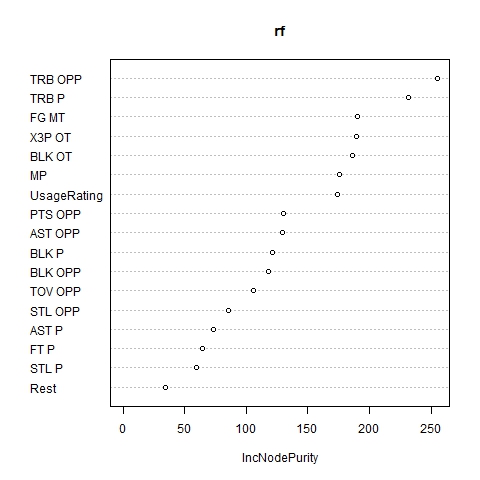 rf
TRB OPP
TRB P
FG MT
X3P OT
BLK OT
MP
UsageRating
PTS OPP
AST OPP
BLK P
BLK OPP
TOV OPP
STL OPP
AST P
FT P
STL P
Rest
0 50 100 150 200 250
IncNodePurity